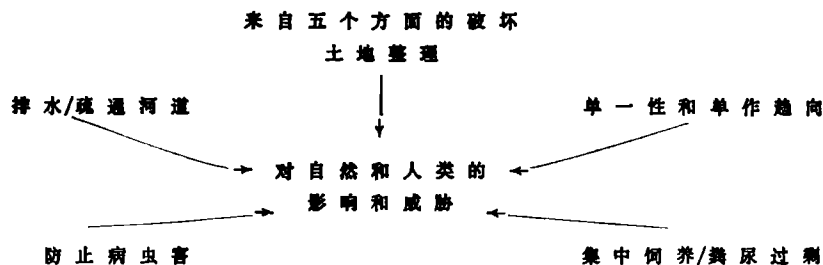 来自五个方面的破坏
土地整理
排水/疏通河道
单一性和单作趋向
对自然和人类的
影响和威胁
防止病虫害
集中饲养/粪尿过剩